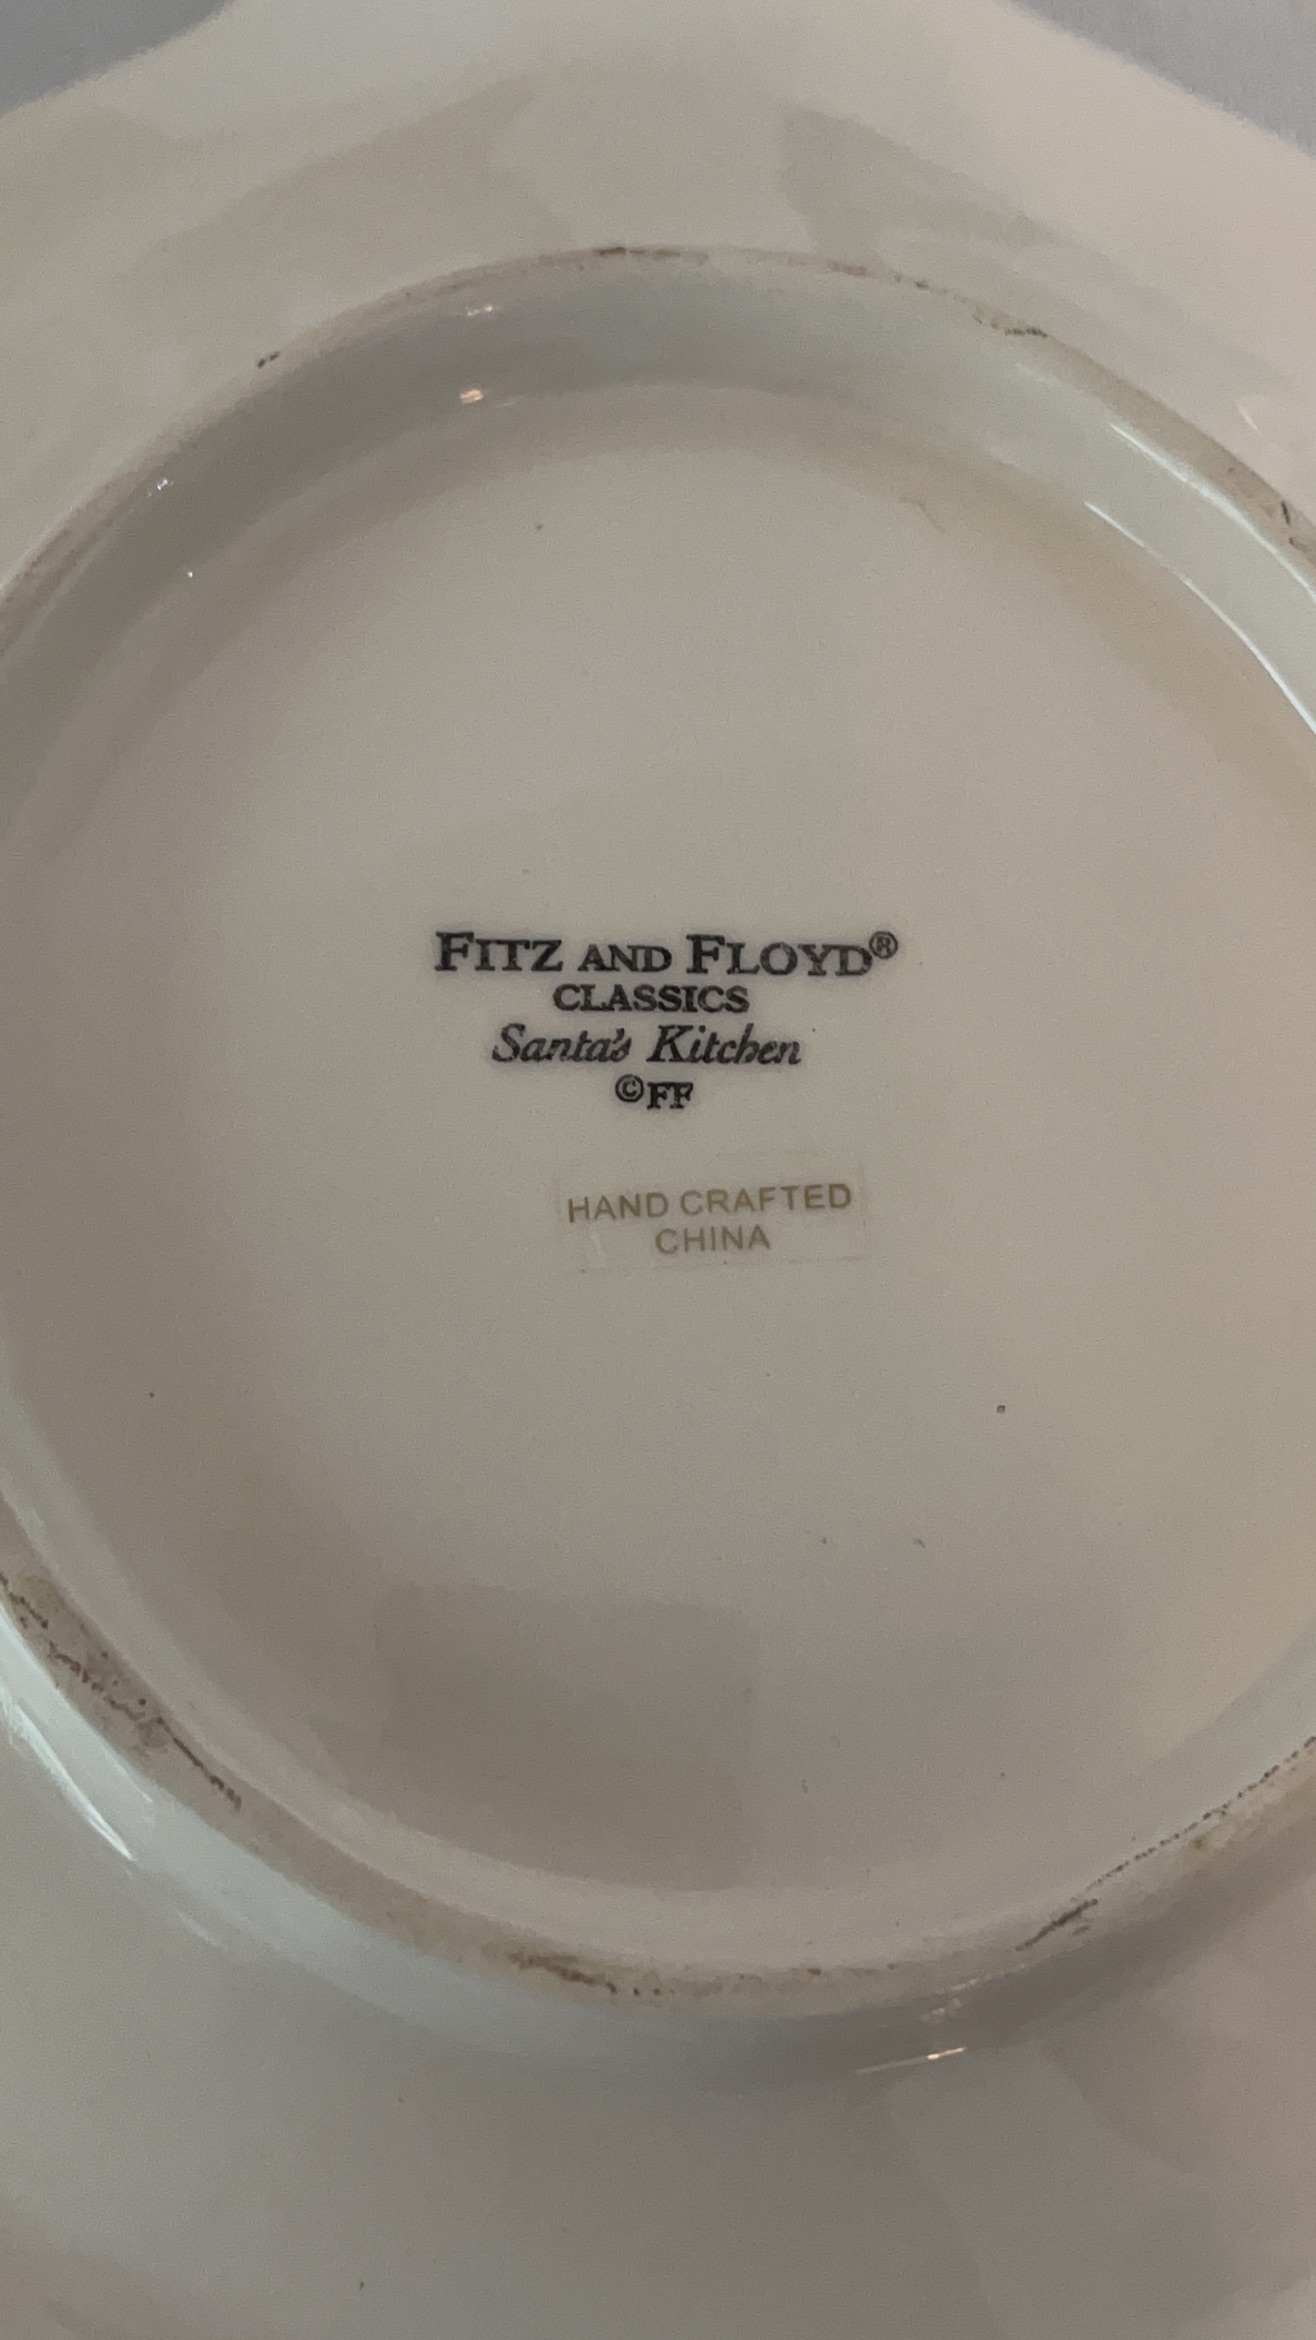 FITZ AND FLOYD®
CLASSICS
Santa's Kitchen
©FF
HAND CRAFTED
CHINA